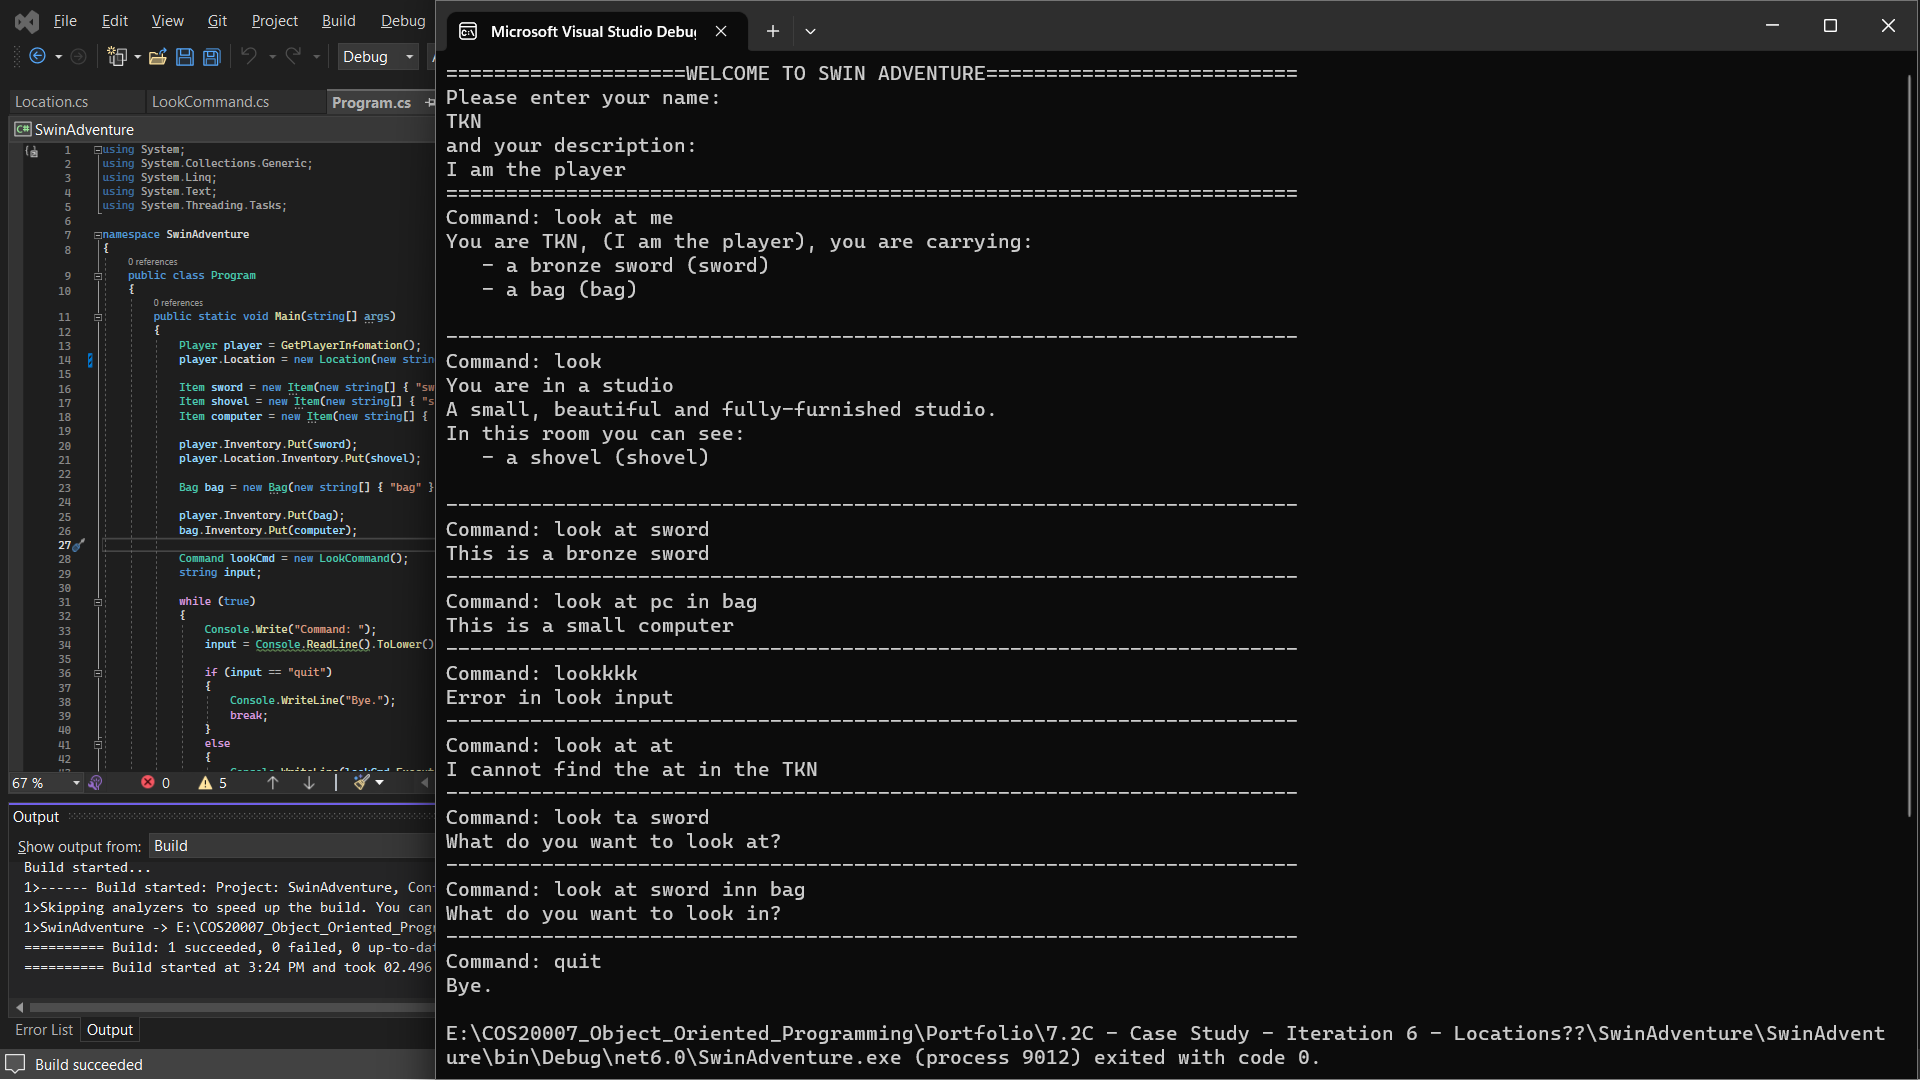 File Edit View Git Project Build Debug
Debug
Location.cs LookCommand.cs Program.cs
C# SwinAdventure
1 using System;
2 using System.Collections.Generic;
3 using System.Linq;
4 using System.Text;
5 using System.Threading.Tasks;
6
7 namespace SwinAdventure
8 {
0 references
9 public class Program
10 {
0 references
11 public static void Main(string[] args)
12 {
13 Player player = GetPlayerInfomation();
14 player.Location = new Location(new strin
15
16 Item sword = new Item(new string[] { "sw
17 Item shovel = new Item(new string[] { "s
18 Item computer = new Item(new string[] {
19
20 player.Inventory.Put(sword);
21 player.Location.Inventory.Put(shovel);
22
23 Bag bag = new Bag(new string[] { "bag" }
24
25 player.Inventory.Put(bag);
26 bag.Inventory.Put(computer);
27
28 Command lookCmd = new LookCommand();
29 string input;
30
31 while (true)
32 {
33 Console.Write("Command: ");
34 input = Console.ReadLine().ToLower()
35
36 if (input == "quit")
37 {
38 Console.WriteLine("Bye.");
39 break;
40 }
41 else
42 {
67 % 0 5
Output
Show output from: Build
Build started...
1>------ Build started: Project: SwinAdventure, Con
1>Skipping analyzers to speed up the build. You can
1>SwinAdventure -> E:\COS20007_Object_Oriented_Progr
========== Build: 1 succeeded, 0 failed, 0 up-to-dat
========== Build started at 3:24 PM and took 02.496
Error List Output
Build succeeded
Microsoft Visual Studio Debug
====================WELCOME TO SWIN ADVENTURE==========================
Please enter your name:
TKN
and your description:
I am the player
=======================================================================
Command: look at me
You are TKN, (I am the player), you are carrying:
- a bronze sword (sword)
- a bag (bag)
-----------------------------------------------------------------------
Command: look
You are in a studio
A small, beautiful and fully-furnished studio.
In this room you can see:
- a shovel (shovel)
-----------------------------------------------------------------------
Command: look at sword
This is a bronze sword
-----------------------------------------------------------------------
Command: look at pc in bag
This is a small computer
-----------------------------------------------------------------------
Command: lookkkk
Error in look input
-----------------------------------------------------------------------
Command: look at at
I cannot find the at in the TKN
-----------------------------------------------------------------------
Command: look ta sword
What do you want to look at?
-----------------------------------------------------------------------
Command: look at sword inn bag
What do you want to look in?
-----------------------------------------------------------------------
Command: quit
Bye.
E:\COS20007_Object_Oriented_Programming\Portfolio\7.2C - Case Study - Iteration 6 - Locations??\SwinAdventure\SwinAdvent
ure\bin\Debug\net6.0\SwinAdventure.exe (process 9012) exited with code 0.